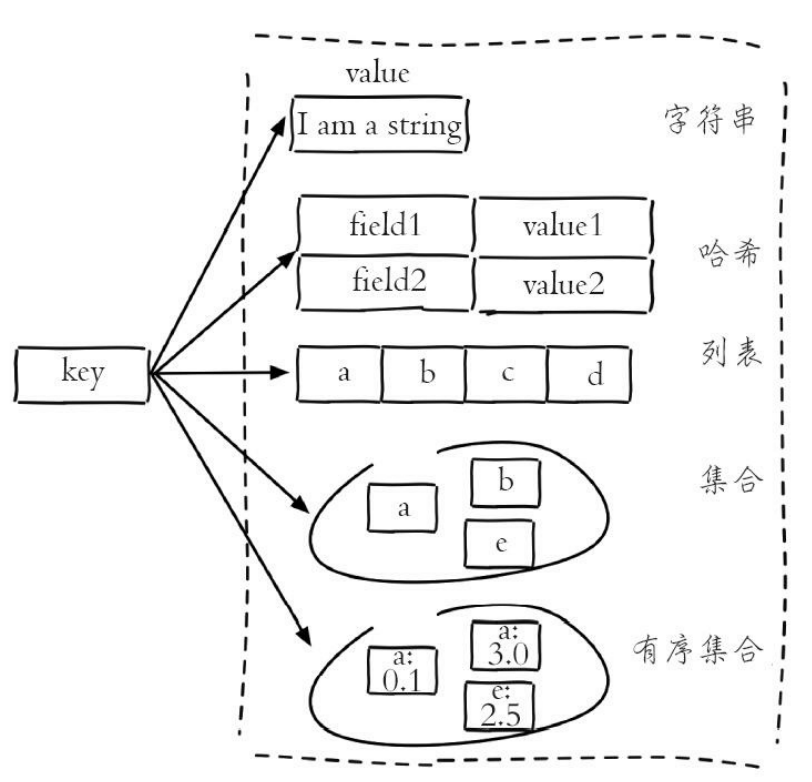 value
I am a string
字符串
field1 value1
哈希
field2 value2
列表
key
a b c d
集合
b
a
e
a:
3.0
有序集合
a:
0.1
e:
2.5